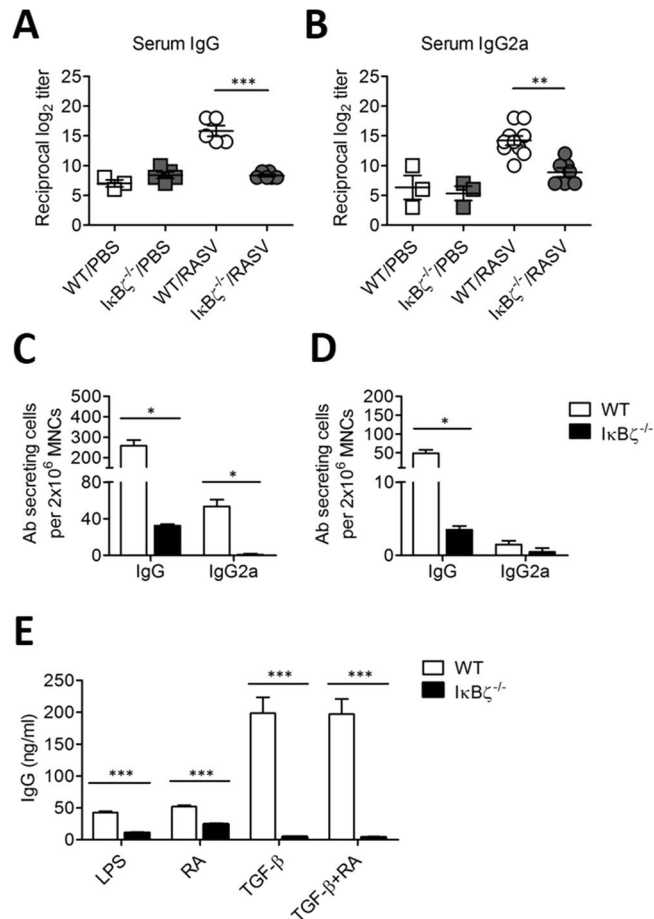 A
Serum IgG
Reciprocal log2 titer
25
20
15
10
5
0
***
WT/PBS
IκBζ-/-/PBS
WT/RASV
IκBζ-/-/RASV
B
Serum IgG2a
Reciprocal log2 titer
25
20
15
10
5
0
**
WT/PBS
IκBζ-/-/PBS
WT/RASV
IκBζ-/-/RASV
C
Ab secreting cells
per 2x10^6 MNCs
500
400
300
200
100
80
40
0
*
*
IgG
IgG2a
D
Ab secreting cells
per 2x10^6 MNCs
200
150
100
50
10
0
*
IgG
IgG2a
WT
IκBζ-/-
E
IgG (ng/ml)
250
200
150
100
50
0
***
***
***
***
LPS
RA
TGF-β
TGF-β+RA
WT
IκBζ-/-